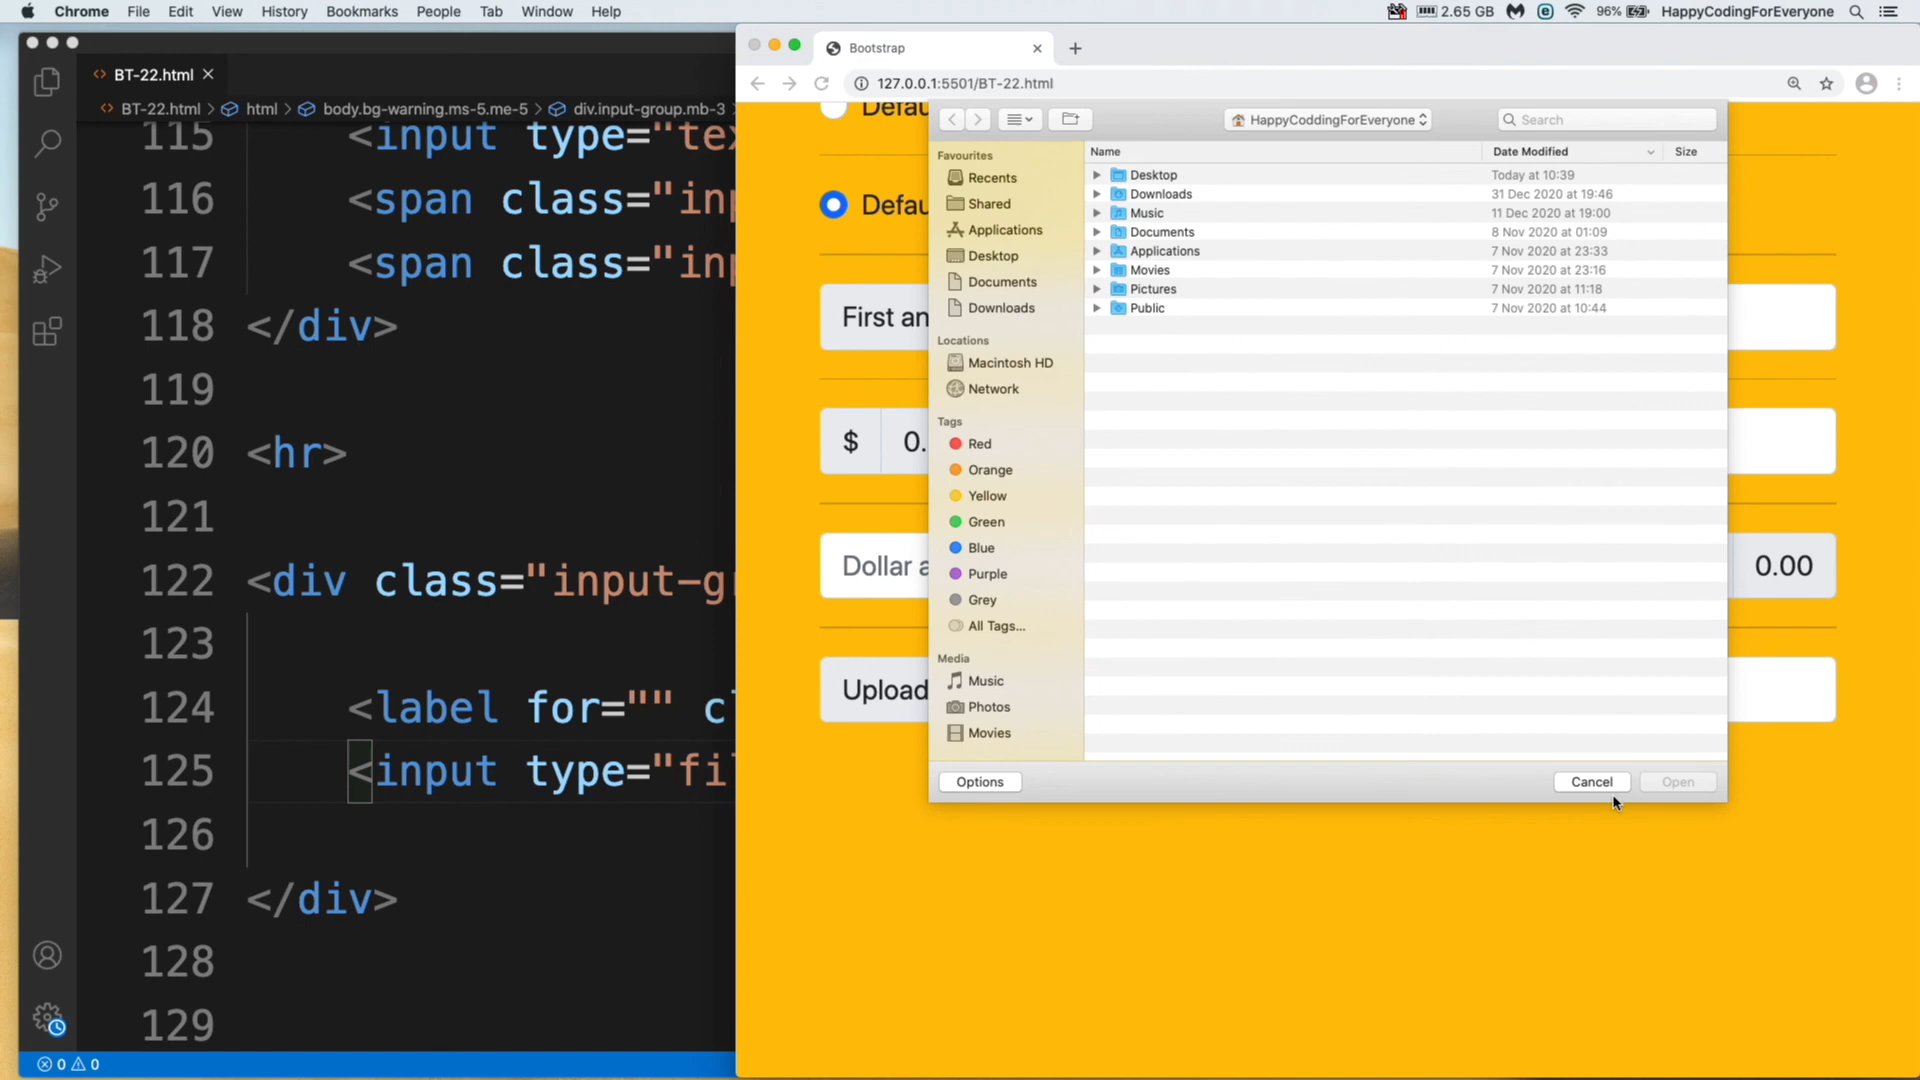 Chrome File Edit View History Bookmarks People Tab Window Help
2.65 GB 96% HappyCodingForEveryone
BT-22.html
BT-22.html > html > body.bg-warning.ms-5.me-5 > div.input-group.mb-3 >
115 <input type="te
116 <span class="in
117 <span class="in
118 </div>
119
120 <hr>
121
122 <div class="input-g
123
124 <label for="" c
125 <input type="fi
126
127 </div>
128
129
0 0
Bootstrap
127.0.0.1:5501/BT-22.html
Defau
Defau
First an
$ 0.
Dollar a
0.00
Upload
HappyCoddingForEveryone
Search
Favourites
Recents
Shared
Applications
Desktop
Documents
Downloads
Locations
Macintosh HD
Network
Tags
Red
Orange
Yellow
Green
Blue
Purple
Grey
All Tags...
Media
Music
Photos
Movies
Name Date Modified Size
Desktop Today at 10:39
Downloads 31 Dec 2020 at 19:46
Music 11 Dec 2020 at 19:00
Documents 8 Nov 2020 at 01:09
Applications 7 Nov 2020 at 23:33
Movies 7 Nov 2020 at 23:16
Pictures 7 Nov 2020 at 11:18
Public 7 Nov 2020 at 10:44
Options Cancel Open